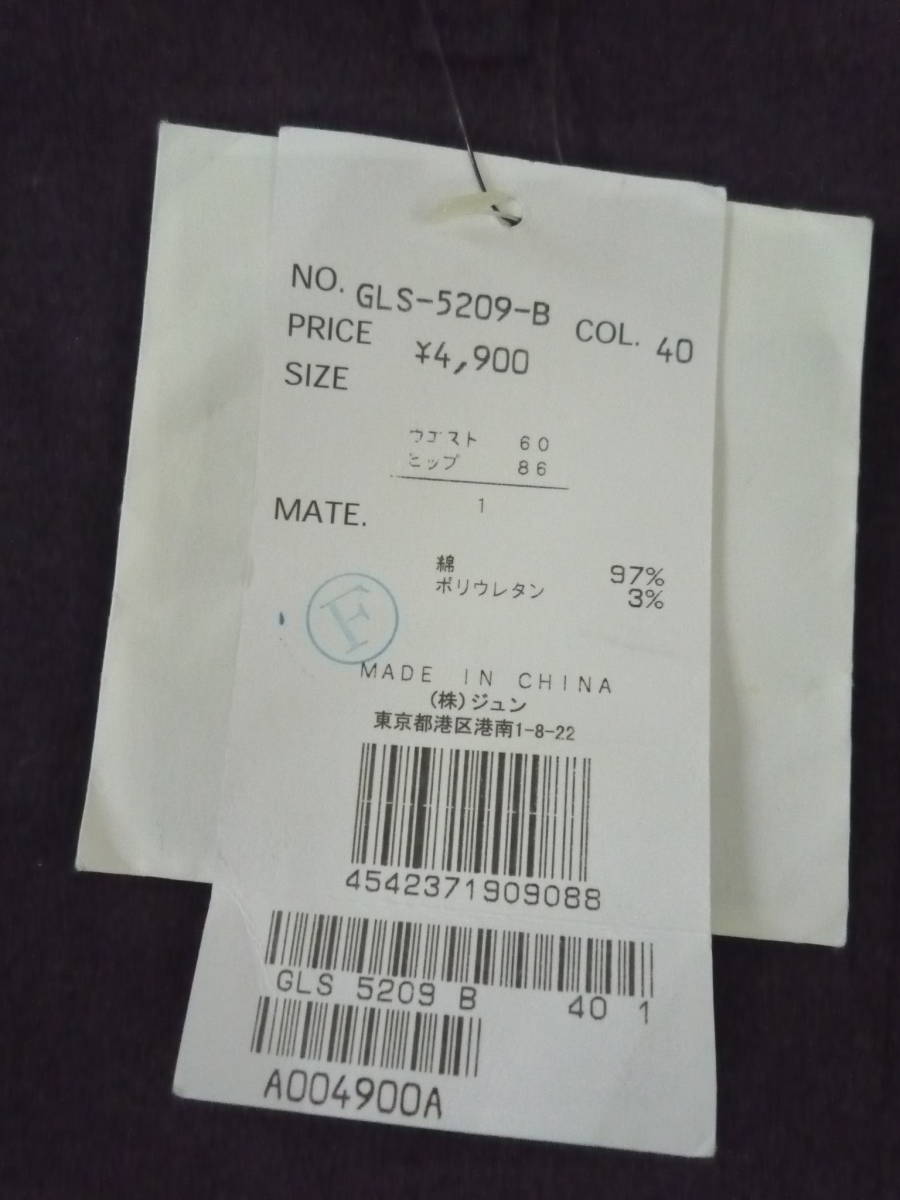 NO. GLS-5209-B COL. 40
PRICE ¥4,900
SIZE
ウエスト 60
ヒップ 86
1
MATE.
綿 97%
ポリウレタン 3%
F
MADE IN CHINA
(株)ジュン
東京都港区港南1-8-22
4542371909088
GLS 5209 B 40 1
A004900A